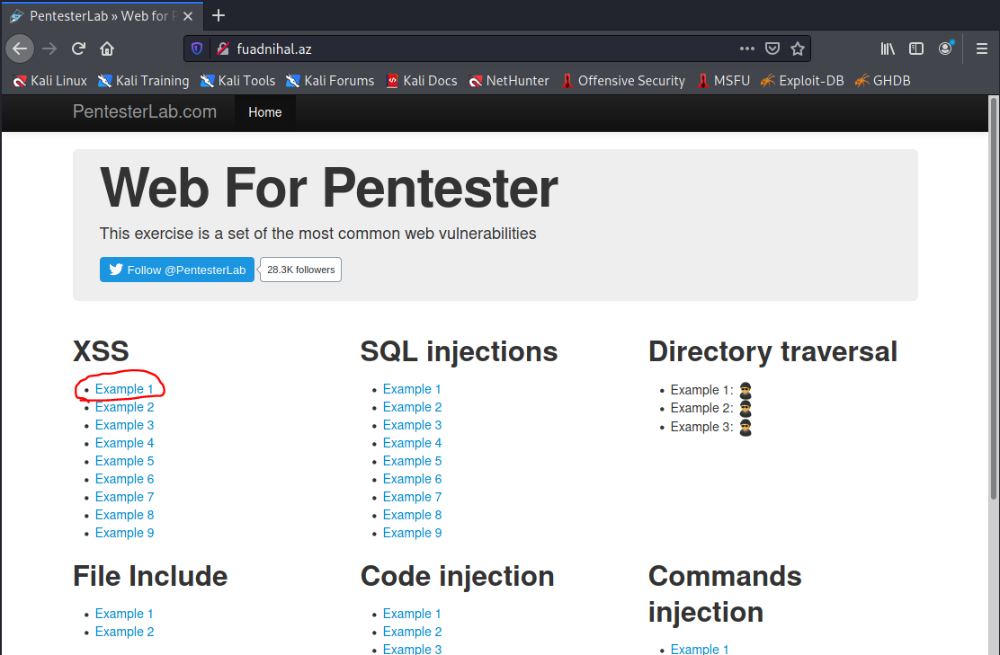 PentesterLab » Web for P
fuadnihal.az
Kali Linux Kali Training Kali Tools Kali Forums Kali Docs NetHunter Offensive Security MSFU Exploit-DB GHDB
PentesterLab.com Home
Web For Pentester
This exercise is a set of the most common web vulnerabilities
Follow @PentesterLab 28.3K followers
XSS
Example 1
Example 2
Example 3
Example 4
Example 5
Example 6
Example 7
Example 8
Example 9
SQL injections
Example 1
Example 2
Example 3
Example 4
Example 5
Example 6
Example 7
Example 8
Example 9
Directory traversal
Example 1:
Example 2:
Example 3:
File Include
Example 1
Example 2
Code injection
Example 1
Example 2
Example 3
Commands
injection
Example 1